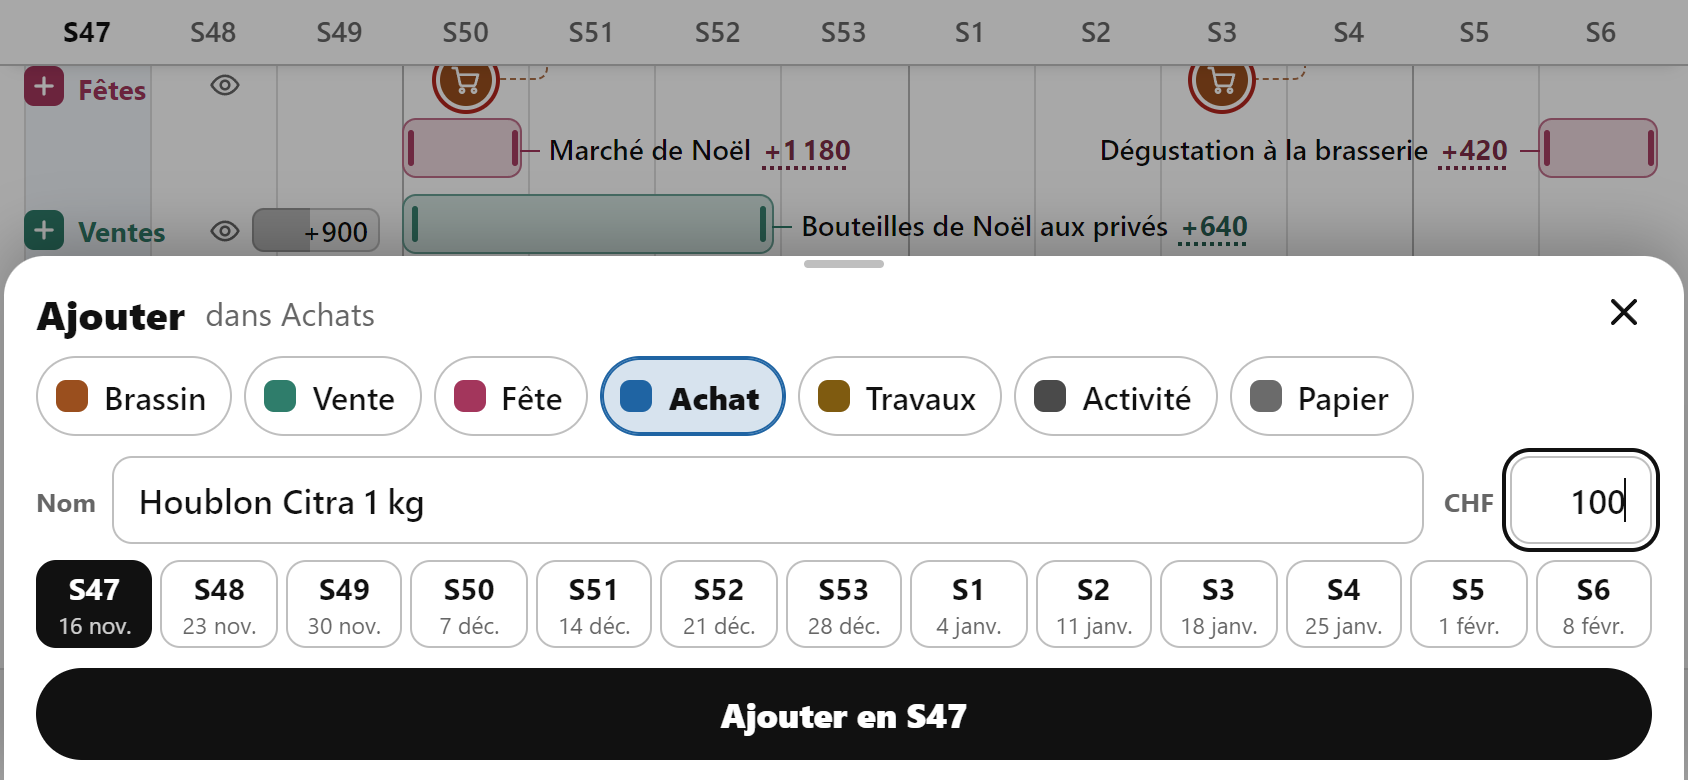 S47 S48 S49 S50 S51 S52 S53 S1 S2 S3 S4 S5 S6
Fêtes
Marché de Noël +1 180 Dégustation à la brasserie +420
Ventes +900 Bouteilles de Noël aux privés +640
Ajouter dans Achats
Brassin Vente Fête Achat Travaux Activité Papier
Nom Houblon Citra 1 kg CHF 100
S47 S48 S49 S50 S51 S52 S53 S1 S2 S3 S4 S5 S6
16 nov. 23 nov. 30 nov. 7 déc. 14 déc. 21 déc. 28 déc. 4 janv. 11 janv. 18 janv. 25 janv. 1 févr. 8 févr.
Ajouter en S47